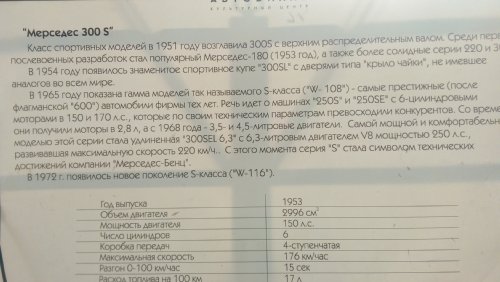 КУЛЬТУРНЫЙ ЦЕНТР
"Мерседес 300 S"
Класс спортивных моделей в 1951 году возглавила 300S с верхним распределительным валом. Среди
послевоенных разработок стал популярный Мерседес-180 (1953 год), а также более солидные серии 220 и
В 1954 году появилось знаменитое спортивное купе "300SL" с дверями типа "крыло чайки", не имевшее
аналогов во всем мире.
В 1965 году показана гамма моделей так называемого S-класса ("W- 108") - самые престижные (после
флагманской "600") автомобили фирмы тех лет. Речь идет о машинах "250S" и "250SE" с 6-цилиндровыми
моторами в 150 и 170 л.с., которые по своим техническим параметрам превосходили конкурентов. Со
они получили моторы в 2,8 л, а с 1968 года - 3,5- и 4,5-литровые двигатели. Самой мощной и
моделью этой серии стала удлиненная "300SEL 6,3" с 6,3-литровым двигателем V8 мощностью 250 л.с.,
развивавшая максимальную скорость 220 км/ч.. С этого момента серия "S" стала символом технических
достижений компании "Мерседес-Бенц".
В 1972 г. появилось новое поколение S-класса ("W-116").
Год выпуска 1953
Объем двигателя 2996 см³
Мощность двигателя 150 л.с.
Число цилиндров 6
Коробка передач 4-ступенчатая
Максимальная скорость 176 км/час
Разгон 0-100 км/час 15 сек
Расход топлива на 100 км 17 л